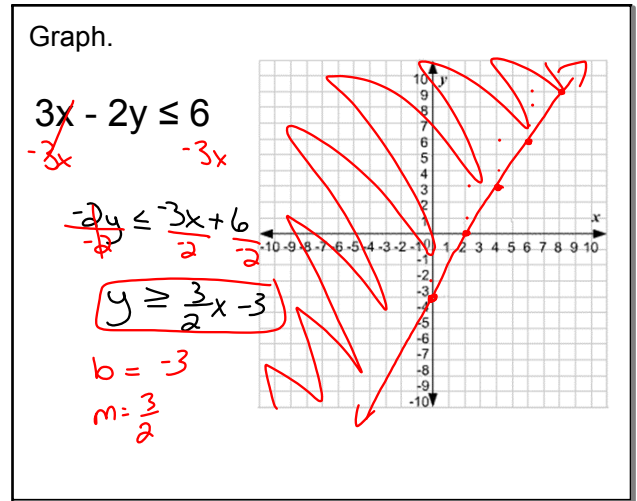 Graph.
3x - 2y ≤ 6
-3x -3x
-2y ≤ -3x + 6
-2 -2 -2
y ≥ 3/2 x - 3
b = -3
m = 3/2
y
10
9
8
7
6
5
4
3
2
1
x
-10 -9 -8 -7 -6 -5 -4 -3 -2 -1 0 1 2 3 4 5 6 7 8 9 10
-1
-2
-3
-4
-5
-6
-7
-8
-9
-10